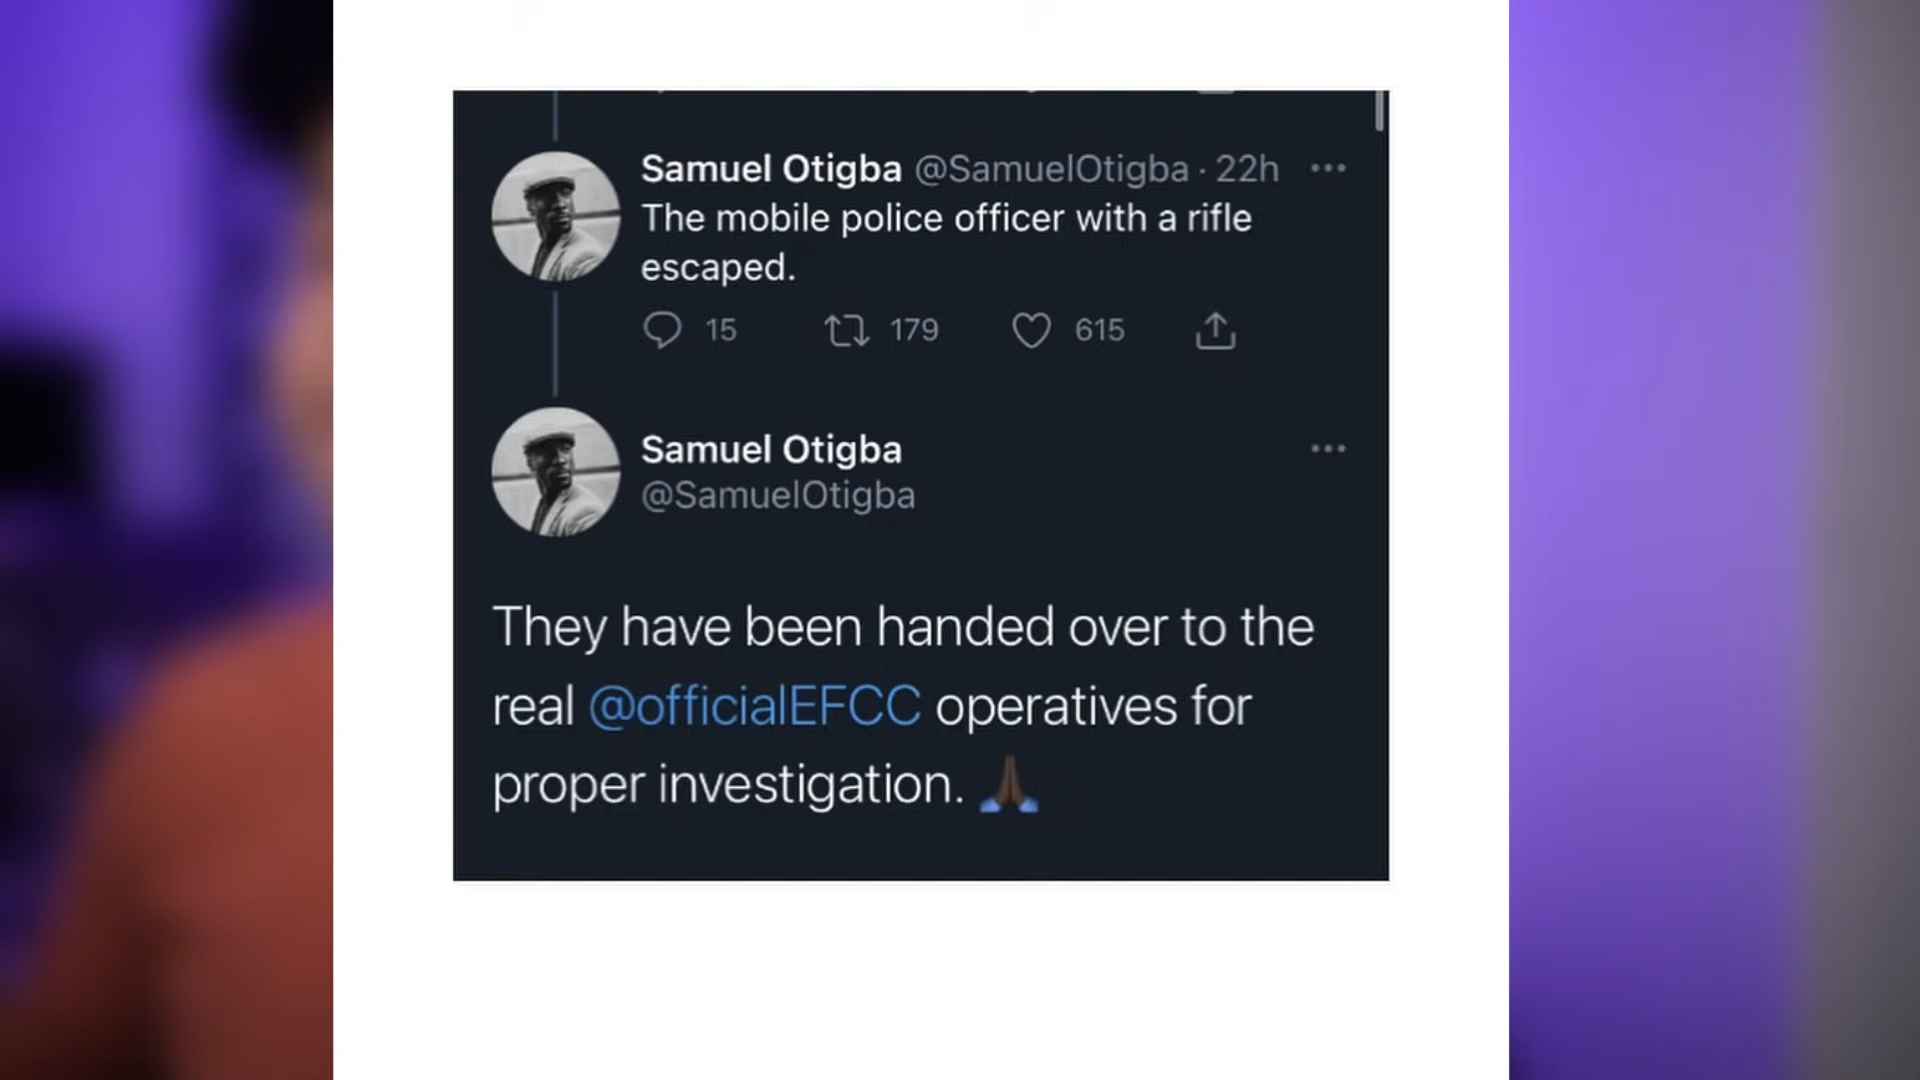 Samuel Otigba @SamuelOtigba · 22h
The mobile police officer with a rifle
escaped.
15 179 615
Samuel Otigba
@SamuelOtigba
They have been handed over to the
real @officialEFCC operatives for
proper investigation. 🙏🏿